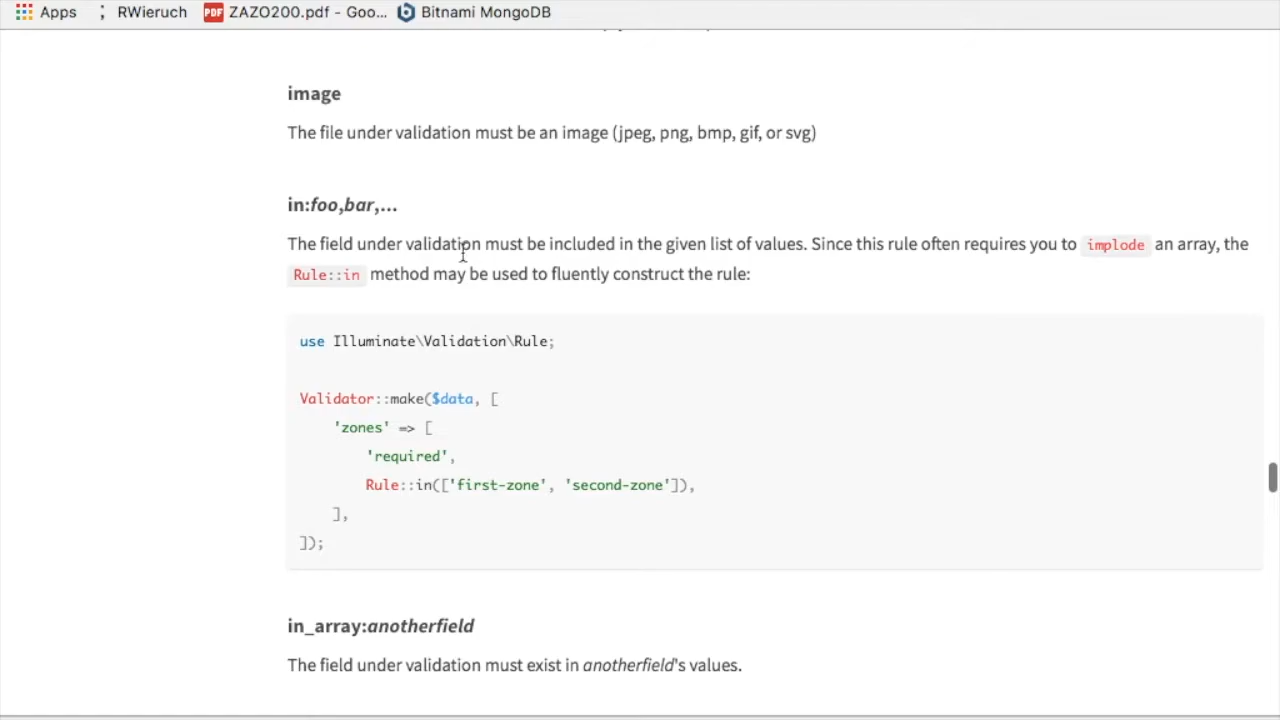 Apps ; RWieruch PDF ZAZO200.pdf - Goo... Bitnami MongoDB
image
The file under validation must be an image (jpeg, png, bmp, gif, or svg)
in:foo,bar,...
The field under validation must be included in the given list of values. Since this rule often requires you to implode an array, the
Rule::in method may be used to fluently construct the rule:
use Illuminate\Validation\Rule;
Validator::make($data, [
'zones' => [
'required',
Rule::in(['first-zone', 'second-zone']),
],
]);
in_array:anotherfield
The field under validation must exist in anotherfield's values.